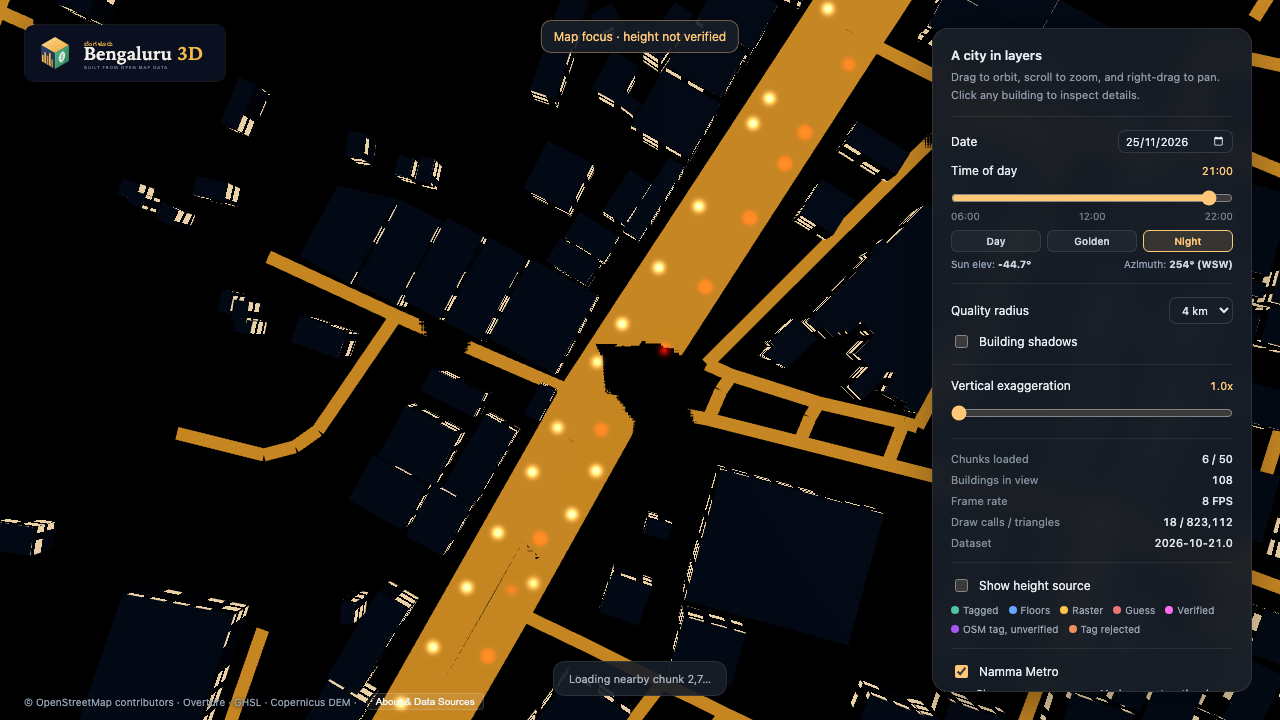 ಬೆಂಗಳೂರು
Bengaluru 3D
BUILT FROM OPEN MAP DATA
Map focus · height not verified
A city in layers
Drag to orbit, scroll to zoom, and right-drag to pan.
Click any building to inspect details.
Date
25/11/2026
Time of day
21:00
06:00
12:00
22:00
Day
Golden
Night
Sun elev: -44.7°
Azimuth: 254° (WSW)
Quality radius
4 km
Building shadows
Vertical exaggeration
1.0x
Chunks loaded
6 / 50
Buildings in view
108
Frame rate
8 FPS
Draw calls / triangles
18 / 823,112
Dataset
2026-10-21.0
Show height source
Tagged
Floors
Raster
Guess
Verified
OSM tag, unverified
Tag rejected
Namma Metro
Loading nearby chunk 2,7...
© OpenStreetMap contributors · Overture · GHSL · Copernicus DEM ·
About & Data Sources